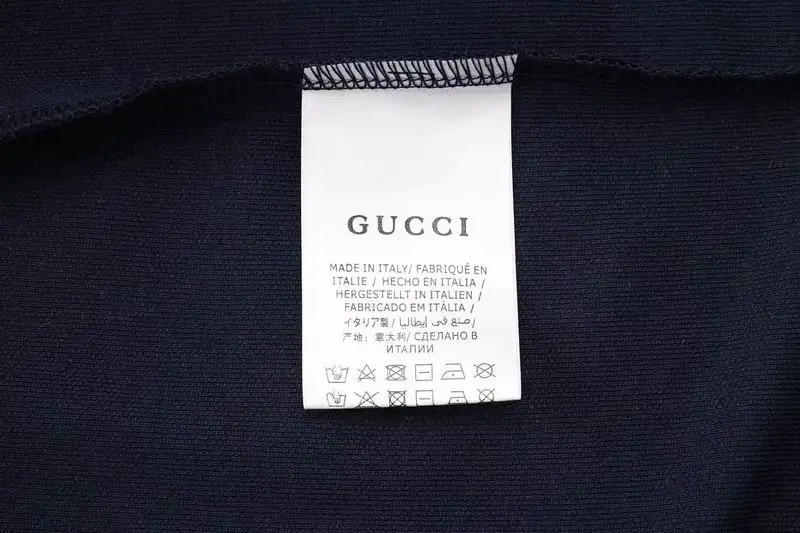 GUCCI
MADE IN ITALY/ FABRIQUÉ EN
ITALIE / HECHO EN ITALIA /
HERGESTELLT IN ITALIEN /
FABRICADO EM ITÁLIA /
イタリア製 / صنع في إيطاليا /
产地：意大利/ СДЕЛАНО В
ИТАЛИИ